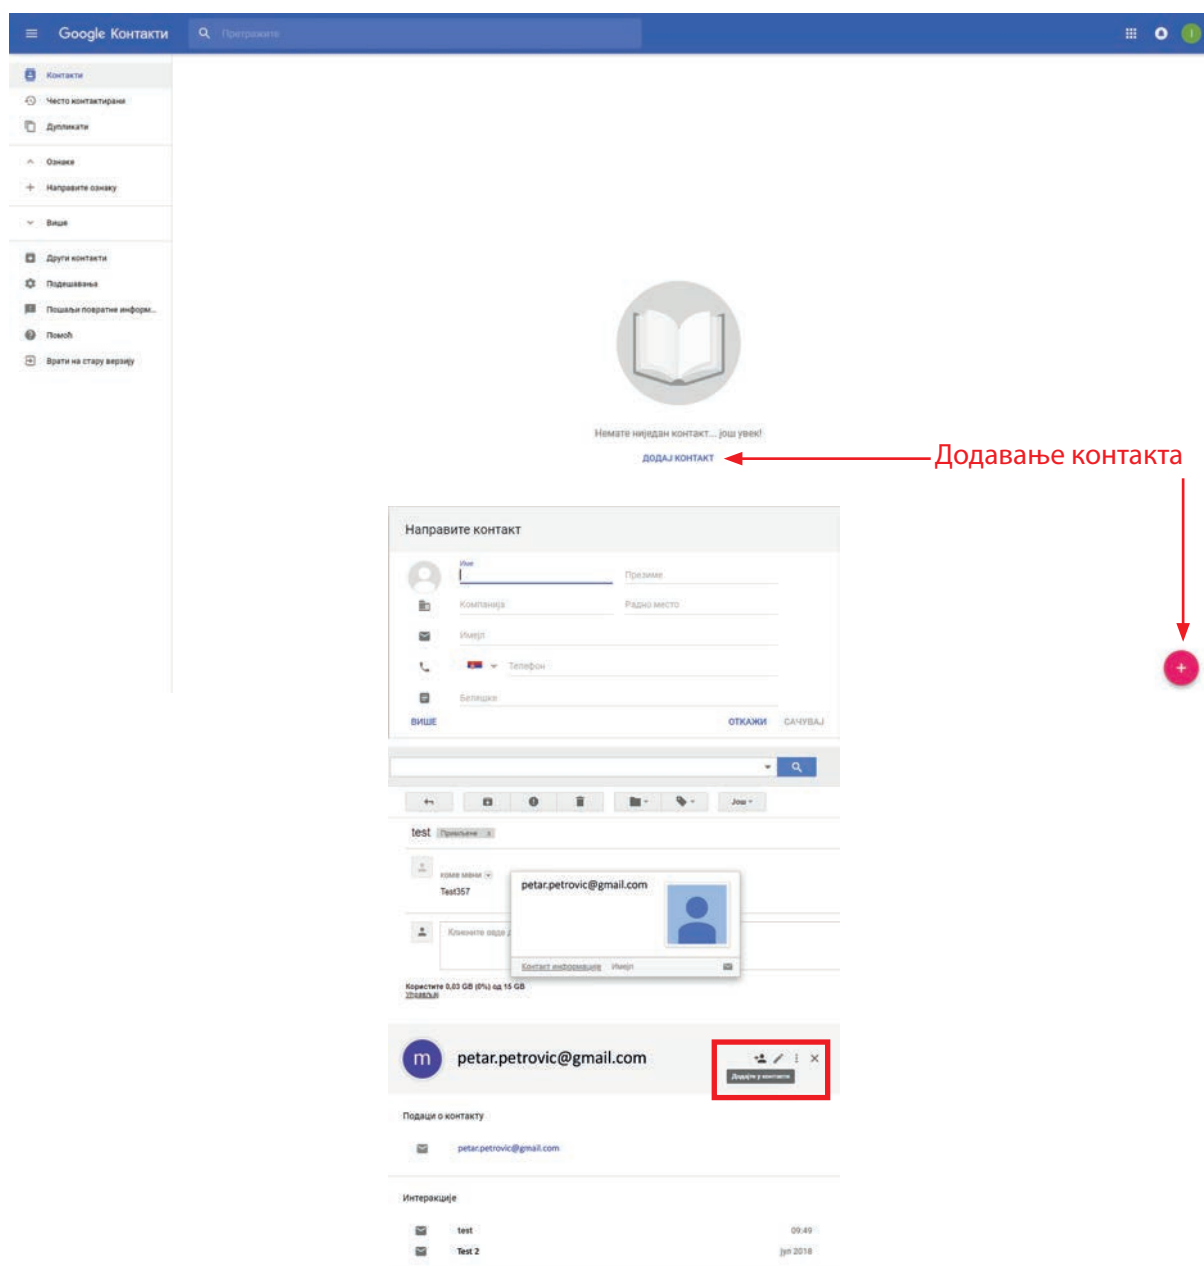 Google Контакти
Претражите
Контакти
Често контактирани
Дупликати
Ознаке
Направите ознаку
Више
Други контакти
Подешавања
Пошаљи повратне информ...
Помоћ
Врати на стару верзију
Немате ниједан контакт... још увек!
ДОДАЈ КОНТАКТ
Додавање контакта
Направите контакт
Име
Презиме
Компанија
Радно место
Имејл
Телефон
Белешке
ВИШЕ
ОТКАЖИ САЧУВАЈ
Још
test Примљене x
коме мени
Test357
petar.petrovic@gmail.com
Кликните овде
Контакт информације Имејл
Користите 0,03 GB (0%) од 15 GB
Управљај
m petar.petrovic@gmail.com
Додајте у контакте
Подаци о контакту
petar.petrovic@gmail.com
Интеракције
test 09:49
Test 2 јун 2018